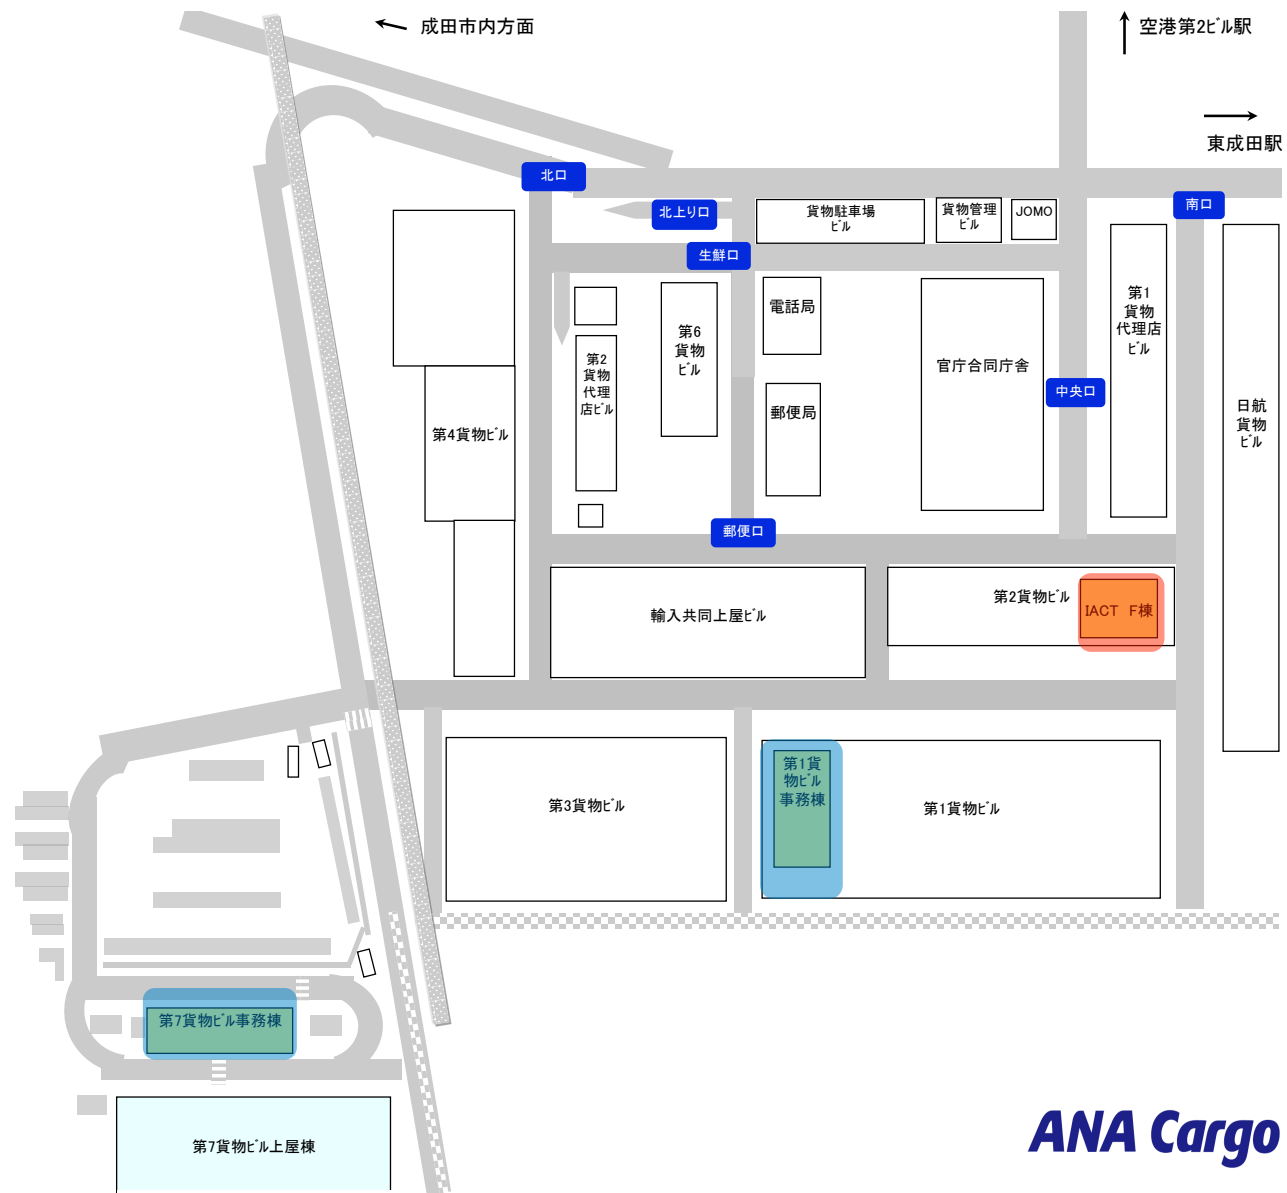 成田市内方面
空港第2ﾋﾞﾙ駅
東成田駅
北口
北上り口
貨物駐車場
ﾋﾞﾙ
貨物管理
ﾋﾞﾙ
JOMO
南口
生鮮口
電話局
第6
貨物
ﾋﾞﾙ
第2
貨物
代理
店ﾋﾞﾙ
官庁合同庁舎
第1
貨物
代理店
ﾋﾞﾙ
中央口
日航
貨物
ﾋﾞﾙ
郵便局
第4貨物ﾋﾞﾙ
郵便口
輸入共同上屋ﾋﾞﾙ
第2貨物ﾋﾞﾙ
IACT　F棟
第3貨物ﾋﾞﾙ
第1貨
物ﾋﾞﾙ
事務棟
第1貨物ﾋﾞﾙ
第7貨物ﾋﾞﾙ事務棟
第7貨物ﾋﾞﾙ上屋棟
ANA Cargo